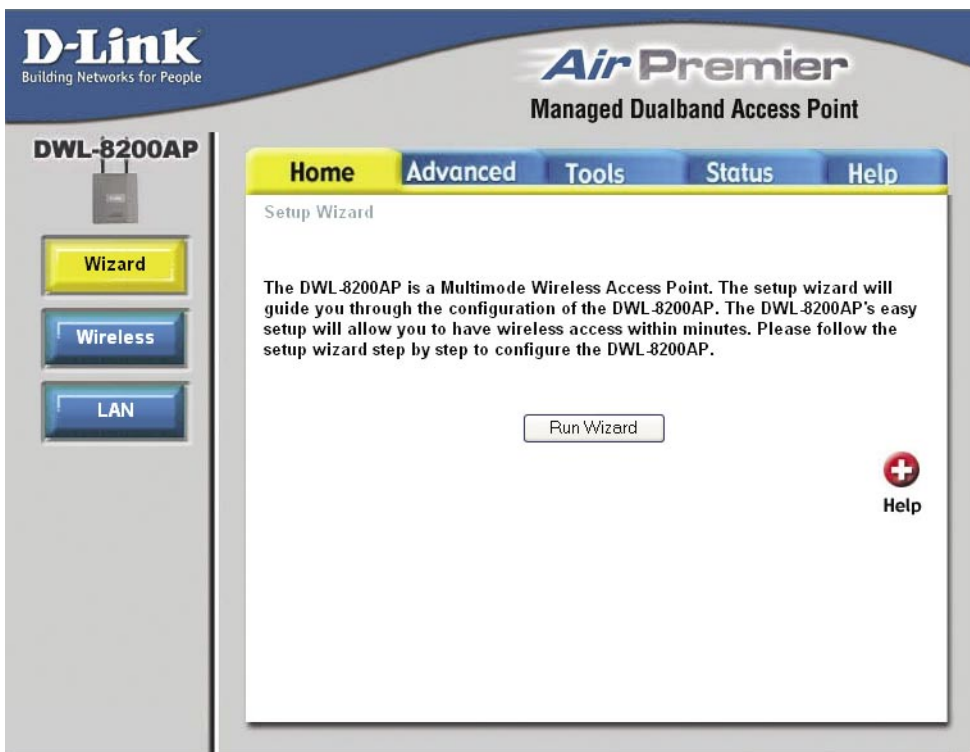 D-Link
Building Networks for People
Air Premier
Managed Dualband Access Point
DWL-8200AP
Home Advanced Tools Status Help
Wizard
Wireless
LAN
Setup Wizard
The DWL-8200AP is a Multimode Wireless Access Point. The setup wizard will
guide you through the configuration of the DWL-8200AP. The DWL-8200AP's easy
setup will allow you to have wireless access within minutes. Please follow the
setup wizard step by step to configure the DWL-8200AP.
Run Wizard
Help